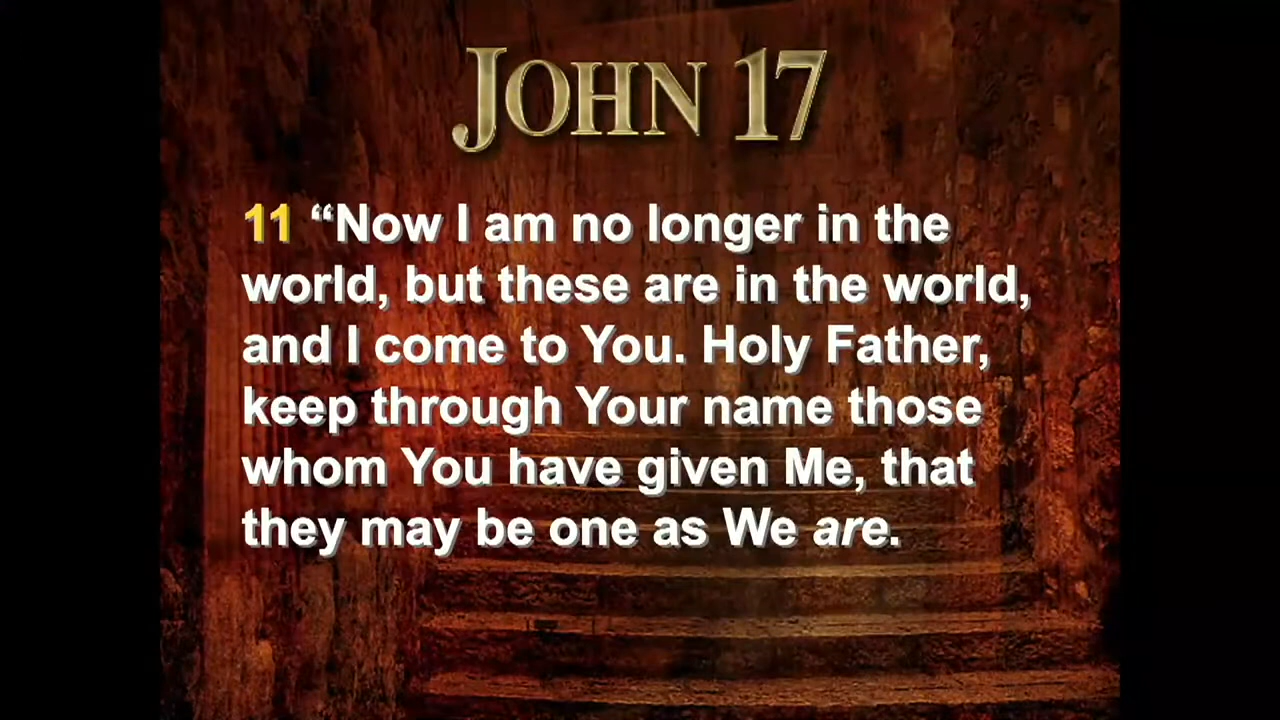 JOHN 17
11 “Now I am no longer in the
world, but these are in the world,
and I come to You. Holy Father,
keep through Your name those
whom You have given Me, that
they may be one as We are.